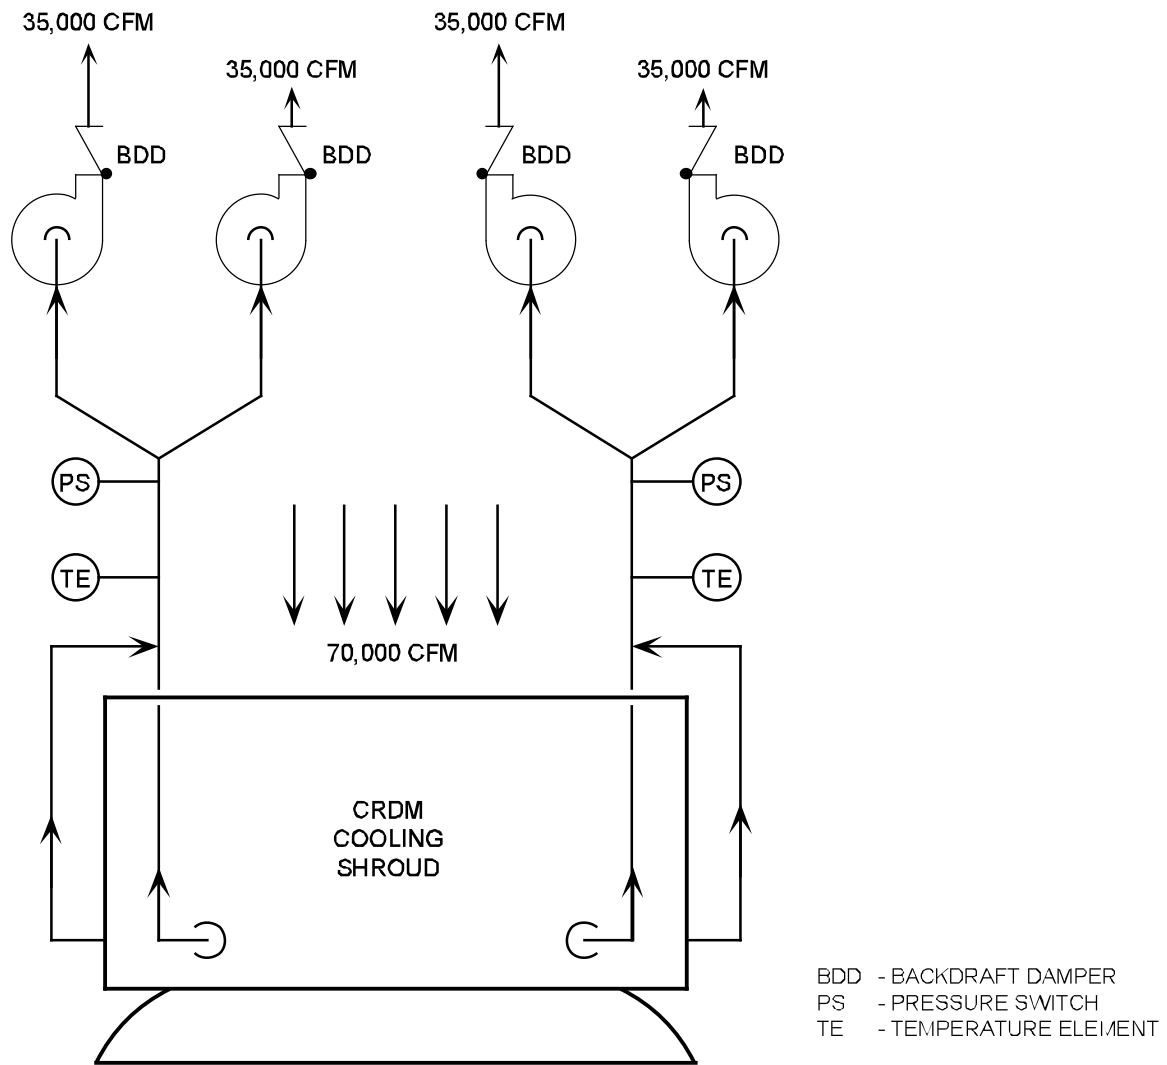 35,000 CFM
35,000 CFM
35,000 CFM
35,000 CFM
BDD
BDD
BDD
BDD
PS
PS
TE
TE
70,000 CFM
CRDM
COOLING
SHROUD
BDD - BACKDRAFT DAMPER
PS - PRESSURE SWITCH
TE - TEMPERATURE ELEMENT